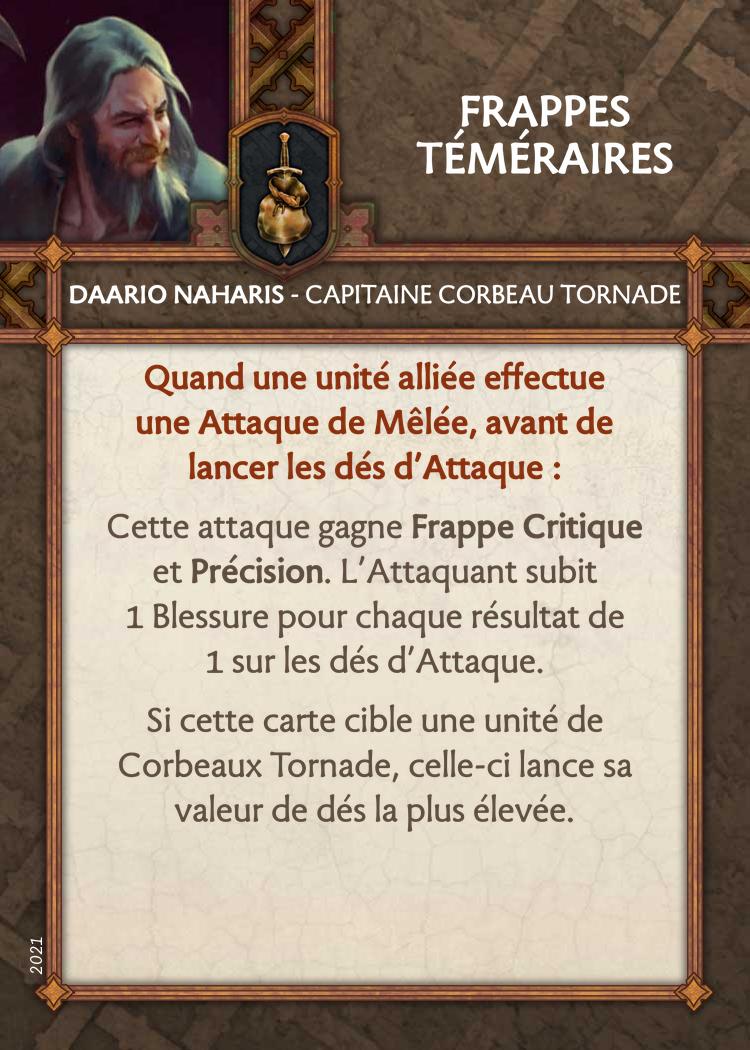 FRAPPES
TÉMÉRAIRES
DAARIO NAHARIS - CAPITAINE CORBEAU TORNADE
Quand une unité alliée effectue
une Attaque de Mêlée, avant de
lancer les dés d'Attaque :
Cette attaque gagne Frappe Critique
et Précision. L'Attaquant subit
1 Blessure pour chaque résultat de
1 sur les dés d'Attaque.
Si cette carte cible une unité de
Corbeaux Tornade, celle-ci lance sa
valeur de dés la plus élevée.
2021